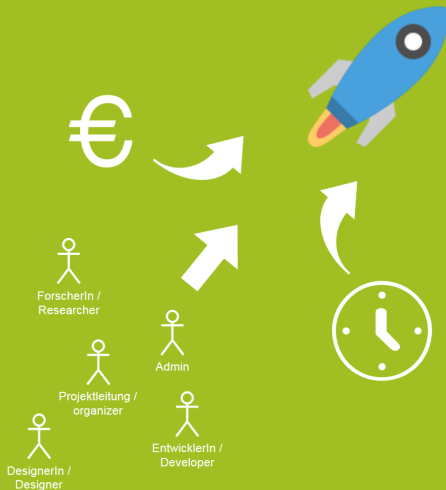 €
ForscherIn /
Researcher
Admin
Projektleitung /
organizer
EntwicklerIn /
Developer
DesignerIn /
Designer